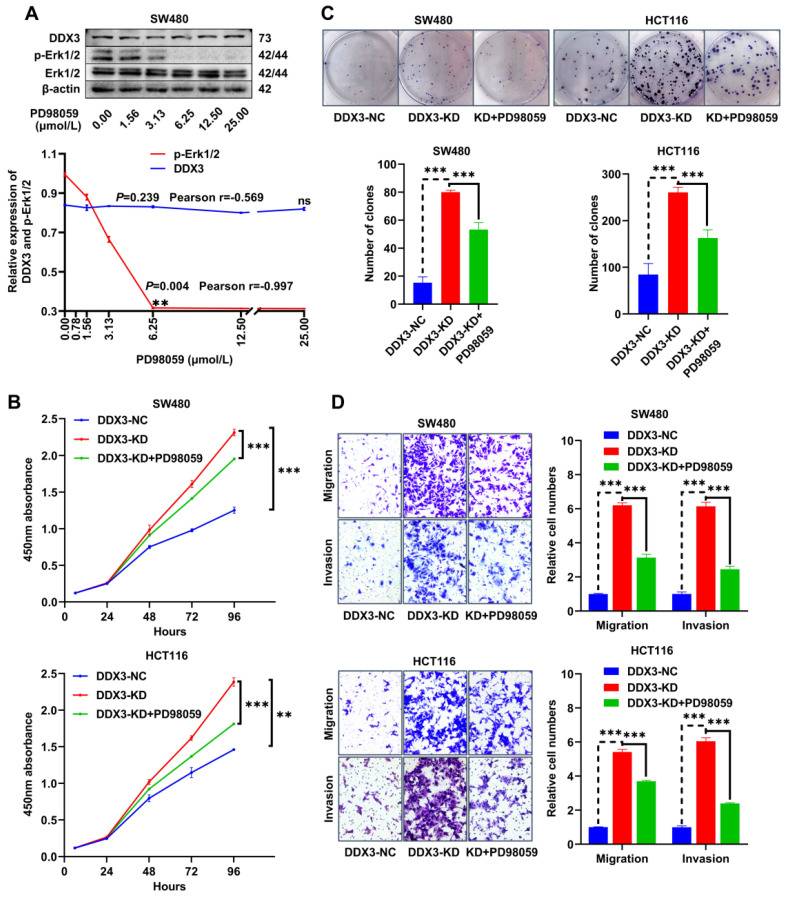 A
SW480
DDX3 73
p-Erk1/2 42/44
Erk1/2 42/44
β-actin 42
PD98059 (μmol/L) 0.00 1.56 3.13 6.25 12.50 25.00
Relative expression of DDX3 and p-Erk1/2
p-Erk1/2
DDX3
1.1
0.9
0.7
0.5
0.3
P=0.239 Pearson r=-0.569 ns
P=0.004 Pearson r=-0.997
**
0.00 0.78 1.56 3.13 6.25 12.50 25.00
PD98059 (μmol/L)
B
SW480
DDX3-NC
DDX3-KD
DDX3-KD+PD98059
450nm absorbance
2.5
2.0
1.5
1.0
0.5
0.0
***
***
0 24 48 72 96
Hours
HCT116
DDX3-NC
DDX3-KD
DDX3-KD+PD98059
450nm absorbance
2.5
2.0
1.5
1.0
0.5
0.0
***
**
0 24 48 72 96
Hours
C
SW480 HCT116
DDX3-NC DDX3-KD KD+PD98059 DDX3-NC DDX3-KD KD+PD98059
SW480
Number of clones
100
80
60
40
20
0
*** ***
DDX3-NC
DDX3-KD
DDX3-KD+
PD98059
HCT116
Number of clones
300
200
100
0
*** ***
DDX3-NC
DDX3-KD
DDX3-KD+
PD98059
D
SW480
Migration
Invasion
DDX3-NC DDX3-KD KD+PD98059
SW480
DDX3-NC
DDX3-KD
DDX3-KD+PD98059
Relative cell numbers
10
8
6
4
2
0
*** *** *** ***
Migration Invasion
HCT116
Migration
Invasion
DDX3-NC DDX3-KD KD+PD98059
HCT116
DDX3-NC
DDX3-KD
DDX3-KD+PD98059
Relative cell numbers
10
8
6
4
2
0
*** *** *** ***
Migration Invasion